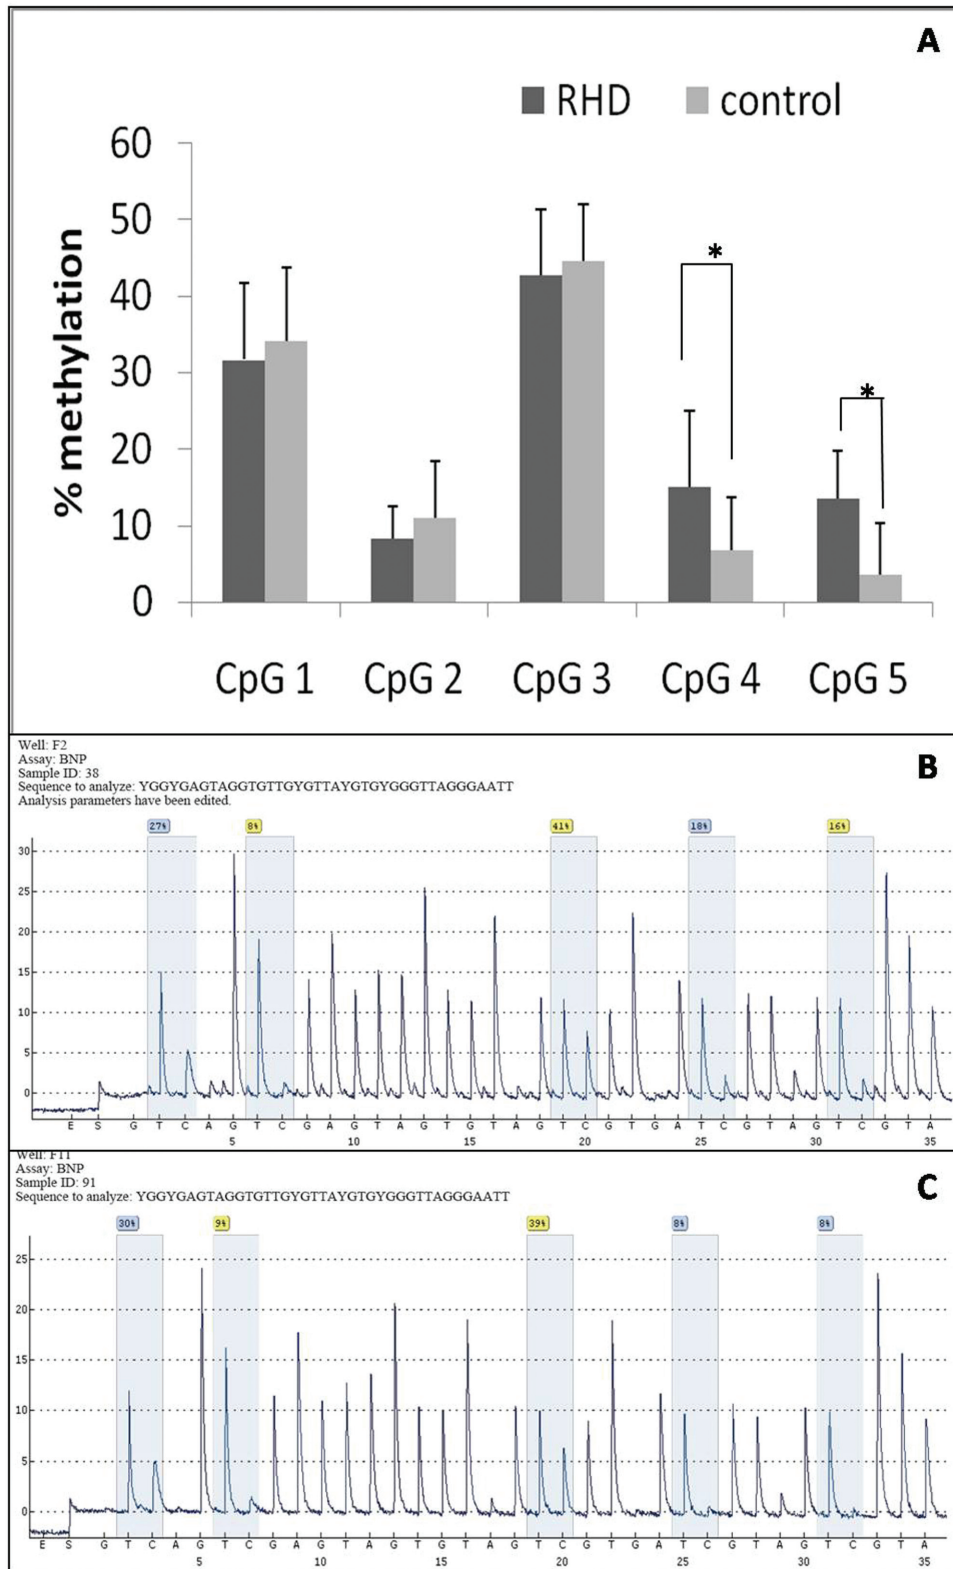 A
RHD control
60
50
40
30
20
10
0
% methylation
*
*
CpG 1 CpG 2 CpG 3 CpG 4 CpG 5
B
Well: F2
Assay: BNP
Sample ID: 38
Sequence to analyze: YGGYGAGTAGGTGTTGYGTTAYGTGYGGGTTAGGGAATT
Analysis parameters have been edited.
27% 8% 41% 18% 16%
30
25
20
15
10
5
0
E S G T C A G T C G A G T A G T G T A G T C G T G A T C G T A G T C G T A
5 10 15 20 25 30 35
C
Well: F11
Assay: BNP
Sample ID: 91
Sequence to analyze: YGGYGAGTAGGTGTTGYGTTAYGTGYGGGTTAGGGAATT
30% 9% 39% 8% 8%
25
20
15
10
5
0
E S G T C A G T C G A G T A G T G T A G T C G T G A T C G T A G T C G T A
5 10 15 20 25 30 35